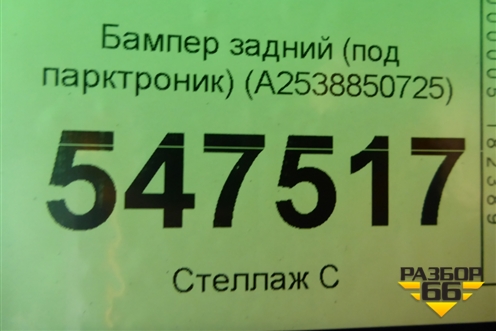 Бампер задний (под
парктроник) (A2538850725)
547517
Стеллаж С
РАЗБОР
66